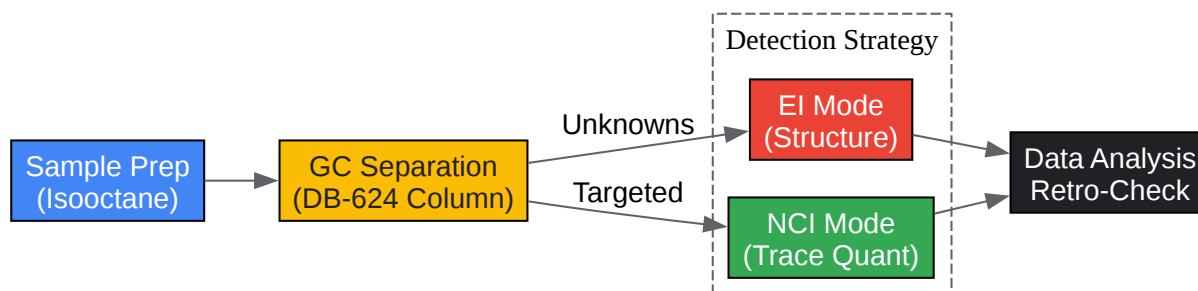 Sample Prep
(Isooctane)
GC Separation
(DB-624 Column)
Unknowns
Targeted
Detection Strategy
EI Mode
(Structure)
NCI Mode
(Trace Quant)
Data Analysis
Retro-Check